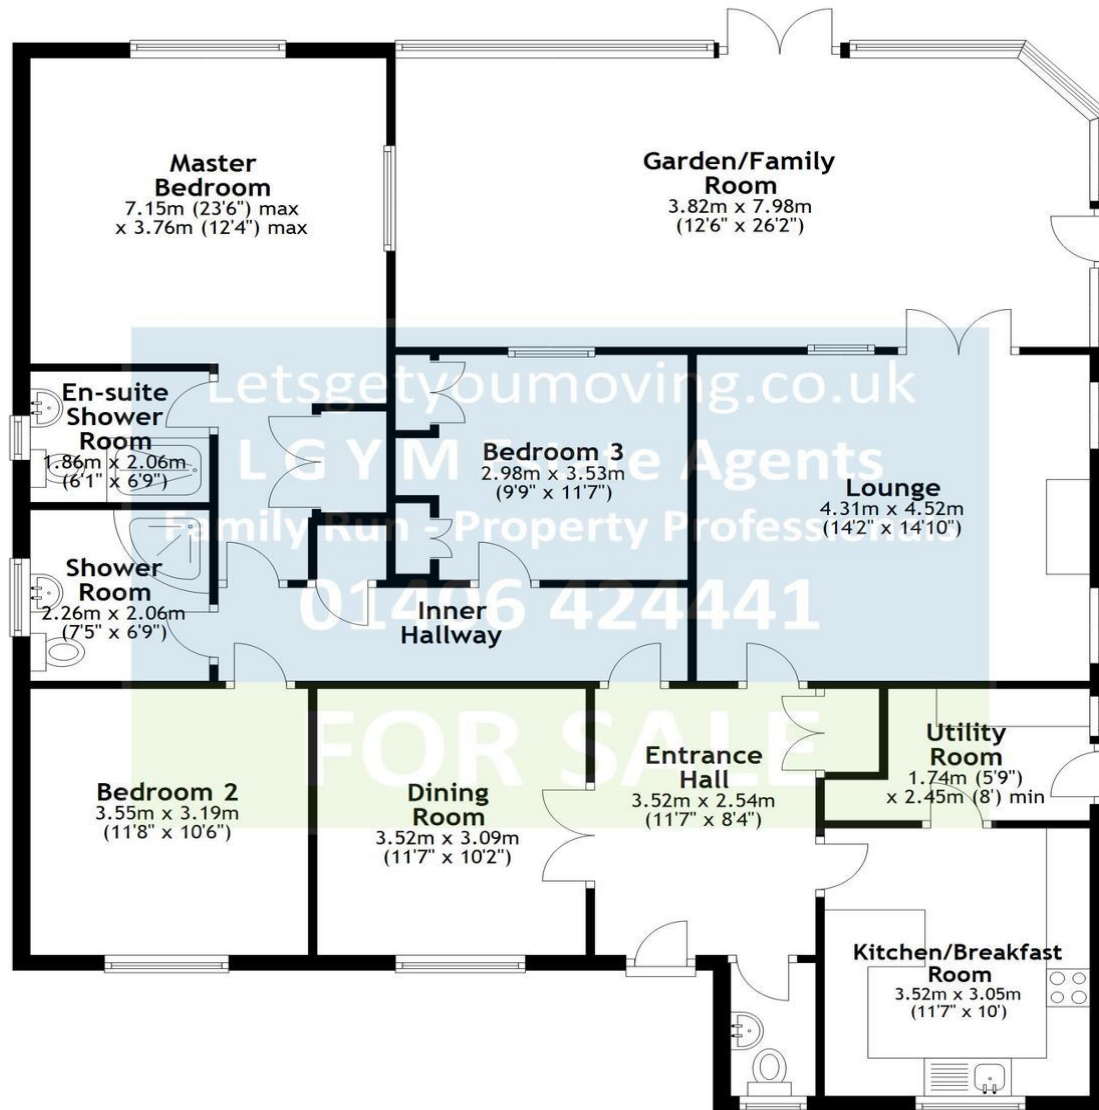 Master
Bedroom
7.15m (23'6") max
x 3.76m (12'4") max
Garden/Family
Room
3.82m x 7.98m
(12'6" x 26'2")
En-suite
Shower
Room
1.86m x 2.06m
(6'1" x 6'9")
Bedroom 3
2.98m x 3.53m
(9'9" x 11'7")
Lounge
4.31m x 4.52m
(14'2" x 14'10")
Shower
Room
2.26m x 2.06m
(7'5" x 6'9")
Inner
Hallway
Bedroom 2
3.55m x 3.19m
(11'8" x 10'6")
Dining
Room
3.52m x 3.09m
(11'7" x 10'2")
Entrance
Hall
3.52m x 2.54m
(11'7" x 8'4")
Utility
Room
1.74m (5'9")
x 2.45m (8') min
Kitchen/Breakfast
Room
3.52m x 3.05m
(11'7" x 10')
Letsgetyoumoving.co.uk
L G Y M Estate Agents
Family Run - Property Professionals
01406 424441
FOR SALE